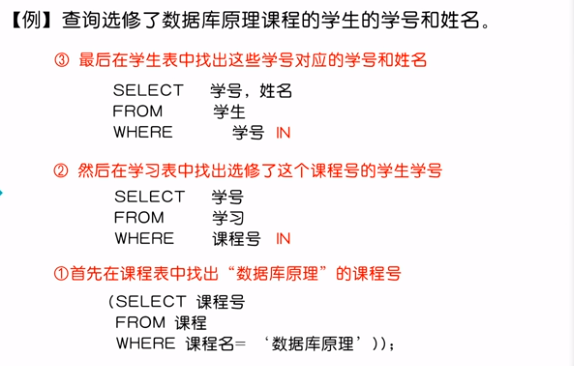 【例】查询选修了数据库原理课程的学生的学号和姓名。
③ 最后在学生表中找出这些学号对应的学号和姓名
SELECT 学号，姓名
FROM 学生
WHERE 学号 IN
② 然后在学习表中找出选修了这个课程号的学生学号
SELECT 学号
FROM 学习
WHERE 课程号 IN
①首先在课程表中找出“数据库原理”的课程号
(SELECT 课程号
FROM 课程
WHERE 课程名= ‘数据库原理’));